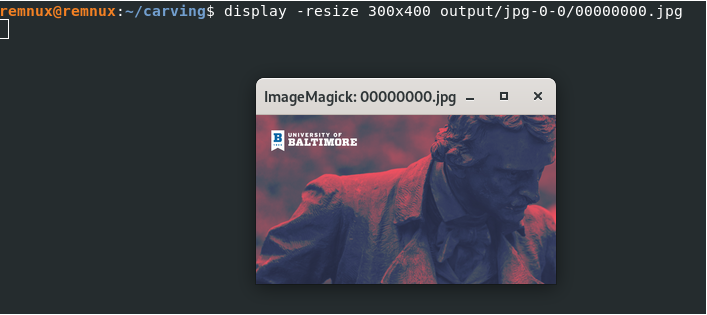 remnux@remnux:~/carving$ display -resize 300x400 output/jpg-0-0/00000000.jpg
ImageMagick: 00000000.jpg
B
UNIVERSITY OF
BALTIMORE